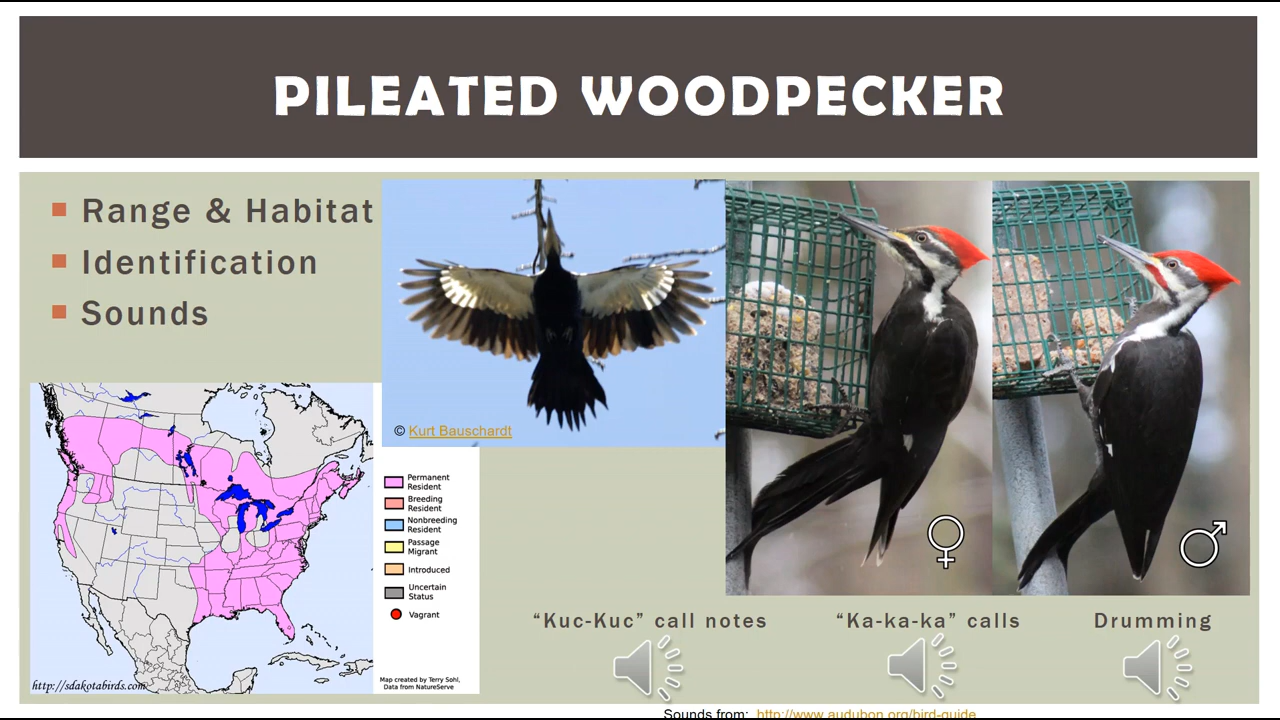 PILEATED WOODPECKER
Range & Habitat
Identification
Sounds
© Kurt Bauschardt
Permanent
Resident
Breeding
Resident
Nonbreeding
Resident
Passage
Migrant
Introduced
Uncertain
Status
Vagrant
Map created by Terry Sohl,
Data from NatureServe
http://sdakotabirds.com
♀
♂
“Kuc-Kuc” call notes
“Ka-ka-ka” calls
Drumming
Sounds from: http://www.audubon.org/bird-guide